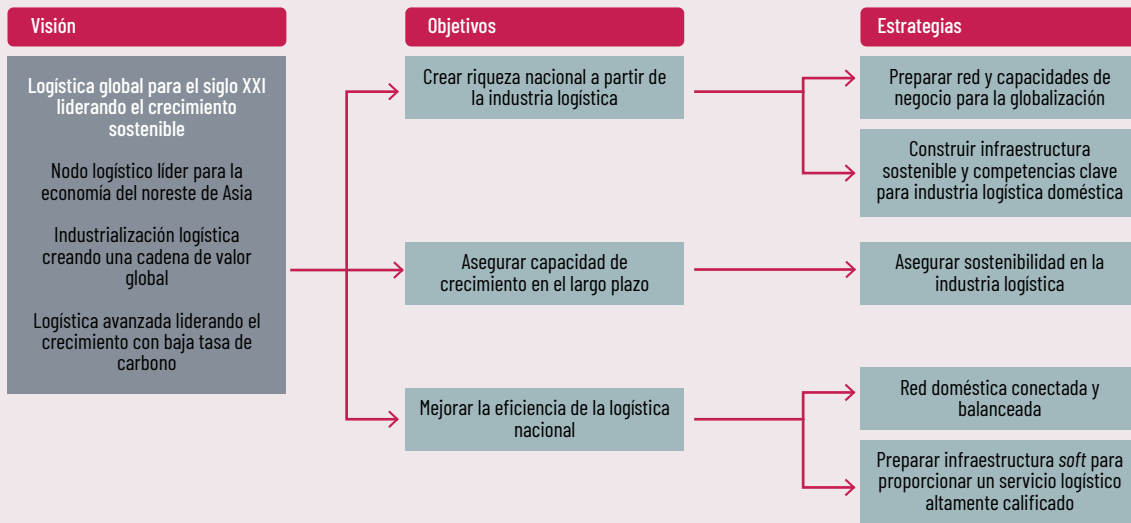 Visión
Logística global para el siglo XXI
liderando el crecimiento
sostenible
Nodo logístico líder para la
economía del noreste de Asia
Industrialización logística
creando una cadena de valor
global
Logística avanzada liderando el
crecimiento con baja tasa de
carbono
Objetivos
Crear riqueza nacional a partir de
la industria logística
Asegurar capacidad de
crecimiento en el largo plazo
Mejorar la eficiencia de la logística
nacional
Estrategias
Preparar red y capacidades de
negocio para la globalización
Construir infraestructura
sostenible y competencias clave
para industria logística doméstica
Asegurar sostenibilidad en la
industria logística
Red doméstica conectada y
balanceada
Preparar infraestructura soft para
proporcionar un servicio logístico
altamente calificado